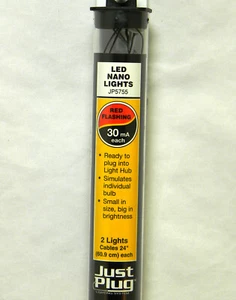 LED
NANO
LIGHTS
JP5755
RED
FLASHING
30 mA
each
• Ready to
plug into
Light Hub
• Simulates
individual
bulb
• Small in
size, big in
brightness
2 Lights
Cables 24"
(60.9 cm) each
Just
Plug